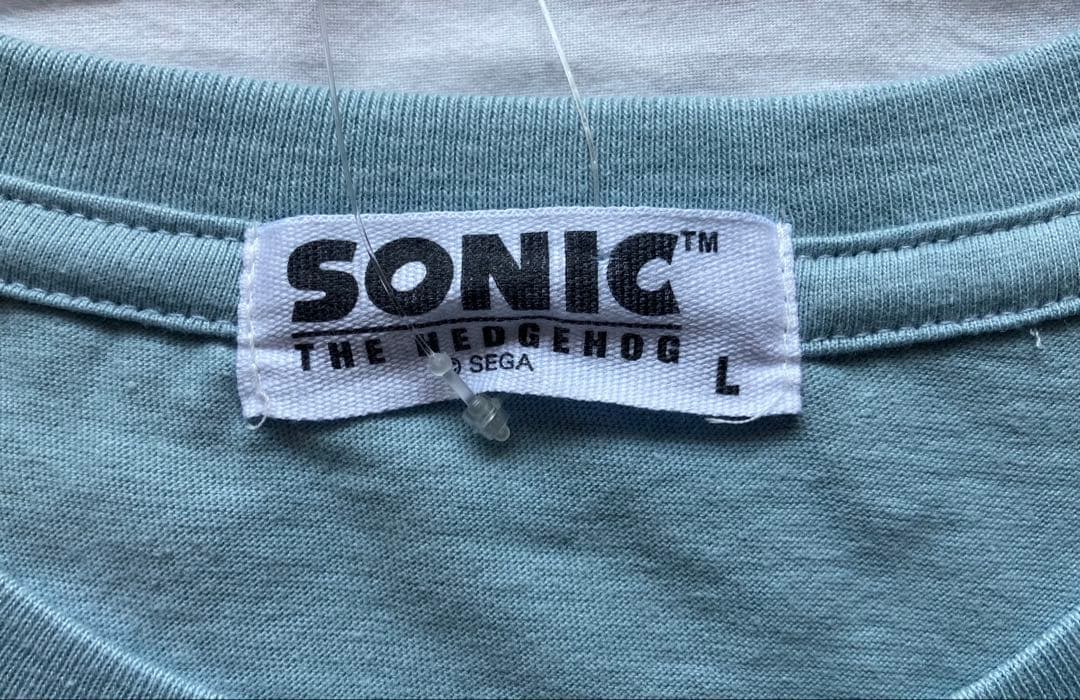 SONIC™
THE HEDGEHOG
© SEGA
L